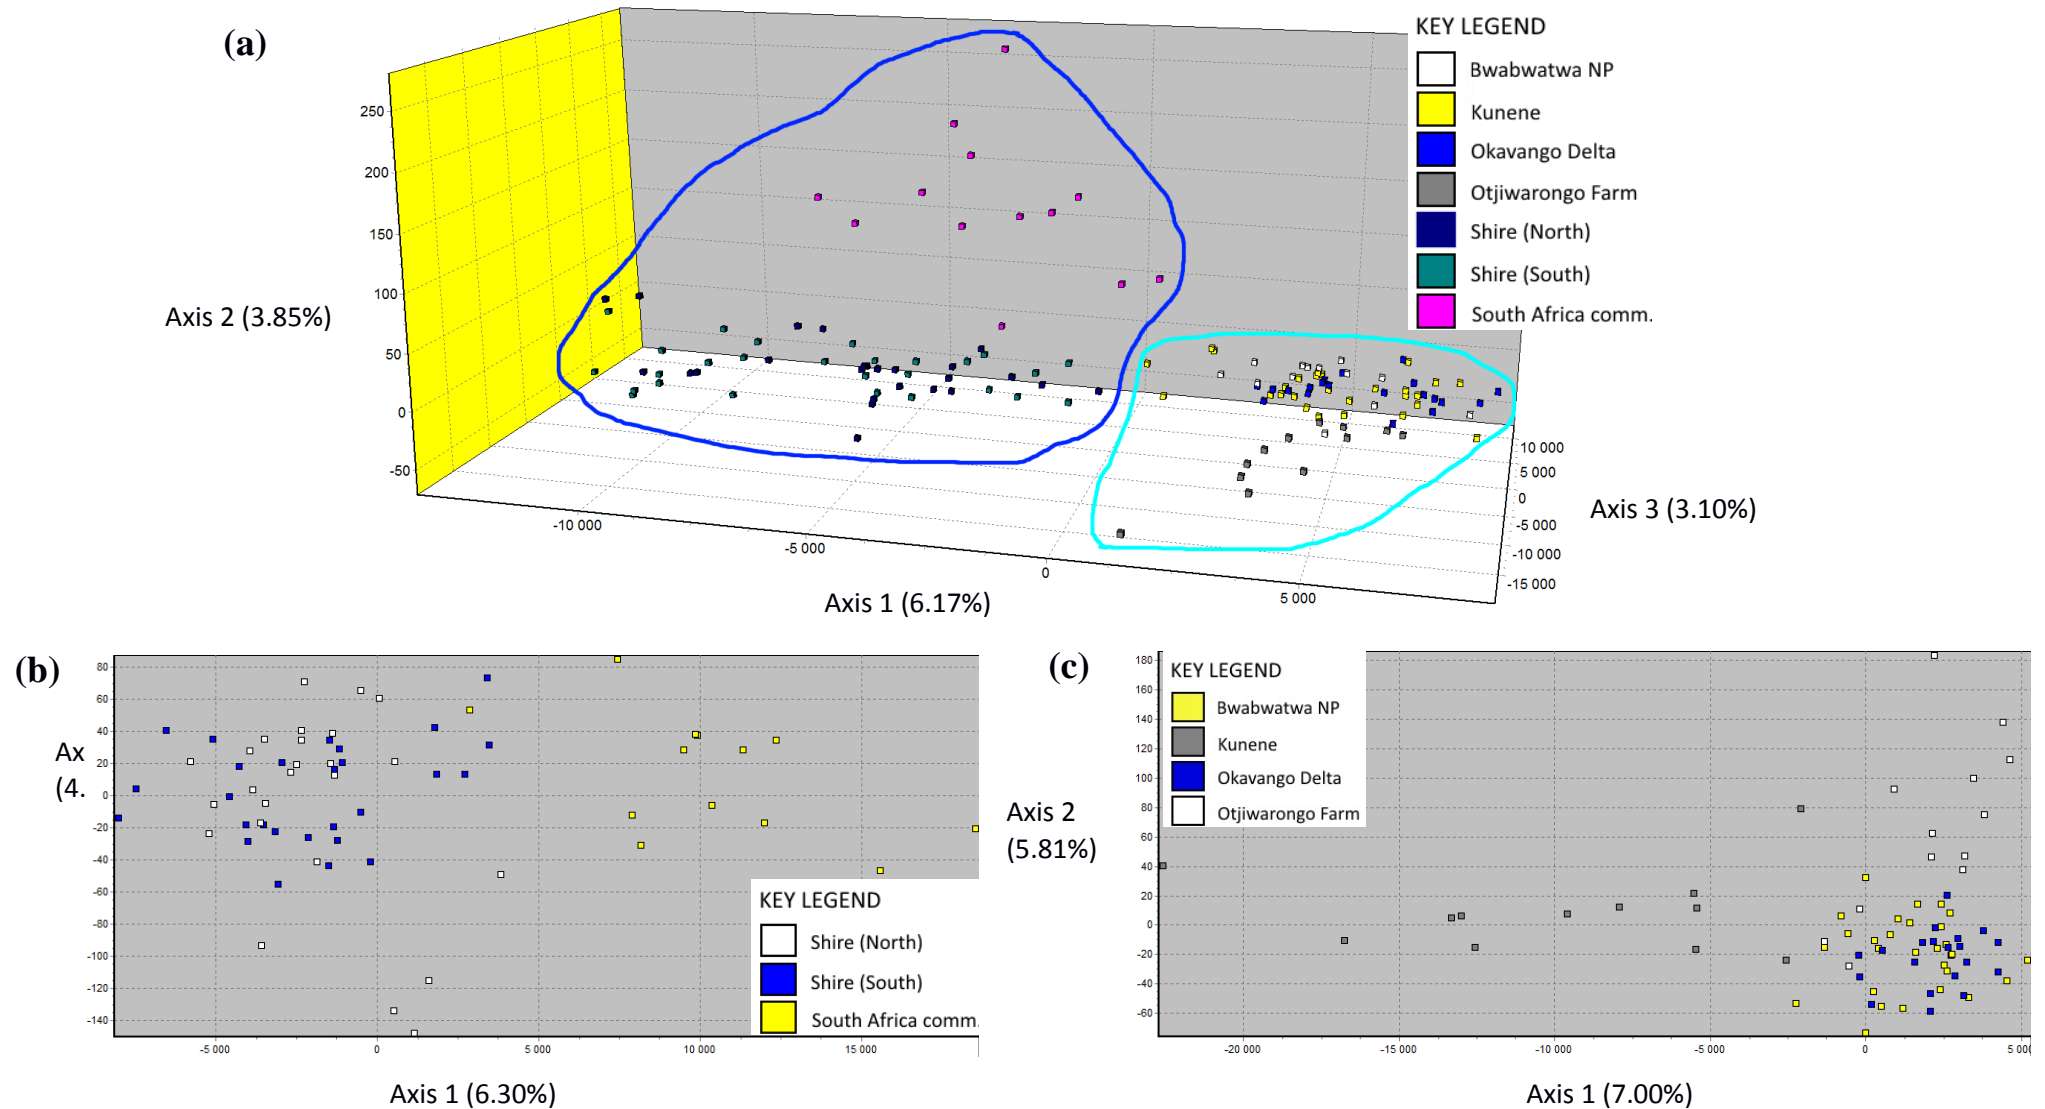 (a)
KEY LEGEND
Bwabwatwa NP
Kunene
Okavango Delta
Otjiwarongo Farm
Shire (North)
Shire (South)
South Africa comm.
250
200
150
100
50
0
-50
Axis 2 (3.85%)
-10 000
-5 000
0
5 000
Axis 1 (6.17%)
10 000
5 000
0
-5 000
-10 000
-15 000
Axis 3 (3.10%)
(b)
80
60
40
20
0
-20
-40
-60
-80
-100
-120
-140
Ax
(4.
KEY LEGEND
Shire (North)
Shire (South)
South Africa comm.
-5 000
0
5 000
10 000
15 000
Axis 1 (6.30%)
(c)
180
160
140
120
100
80
60
40
20
0
-20
-40
-60
KEY LEGEND
Bwabwatwa NP
Kunene
Okavango Delta
Otjiwarongo Farm
Axis 2
(5.81%)
-20 000
-15 000
-10 000
-5 000
0
5 000
Axis 1 (7.00%)